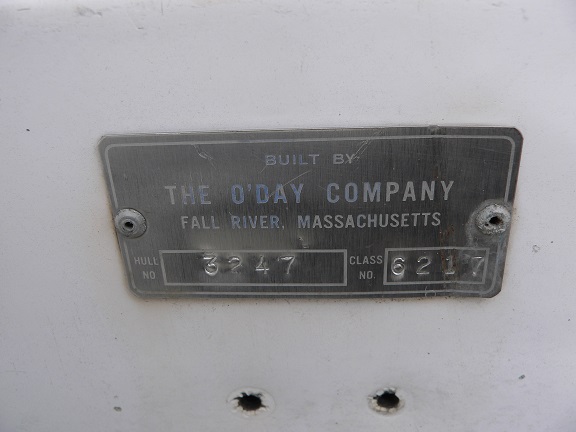 BUILT BY
THE O'DAY COMPANY
FALL RIVER, MASSACHUSETTS
HULL NO. 3247 CLASS NO. 6217